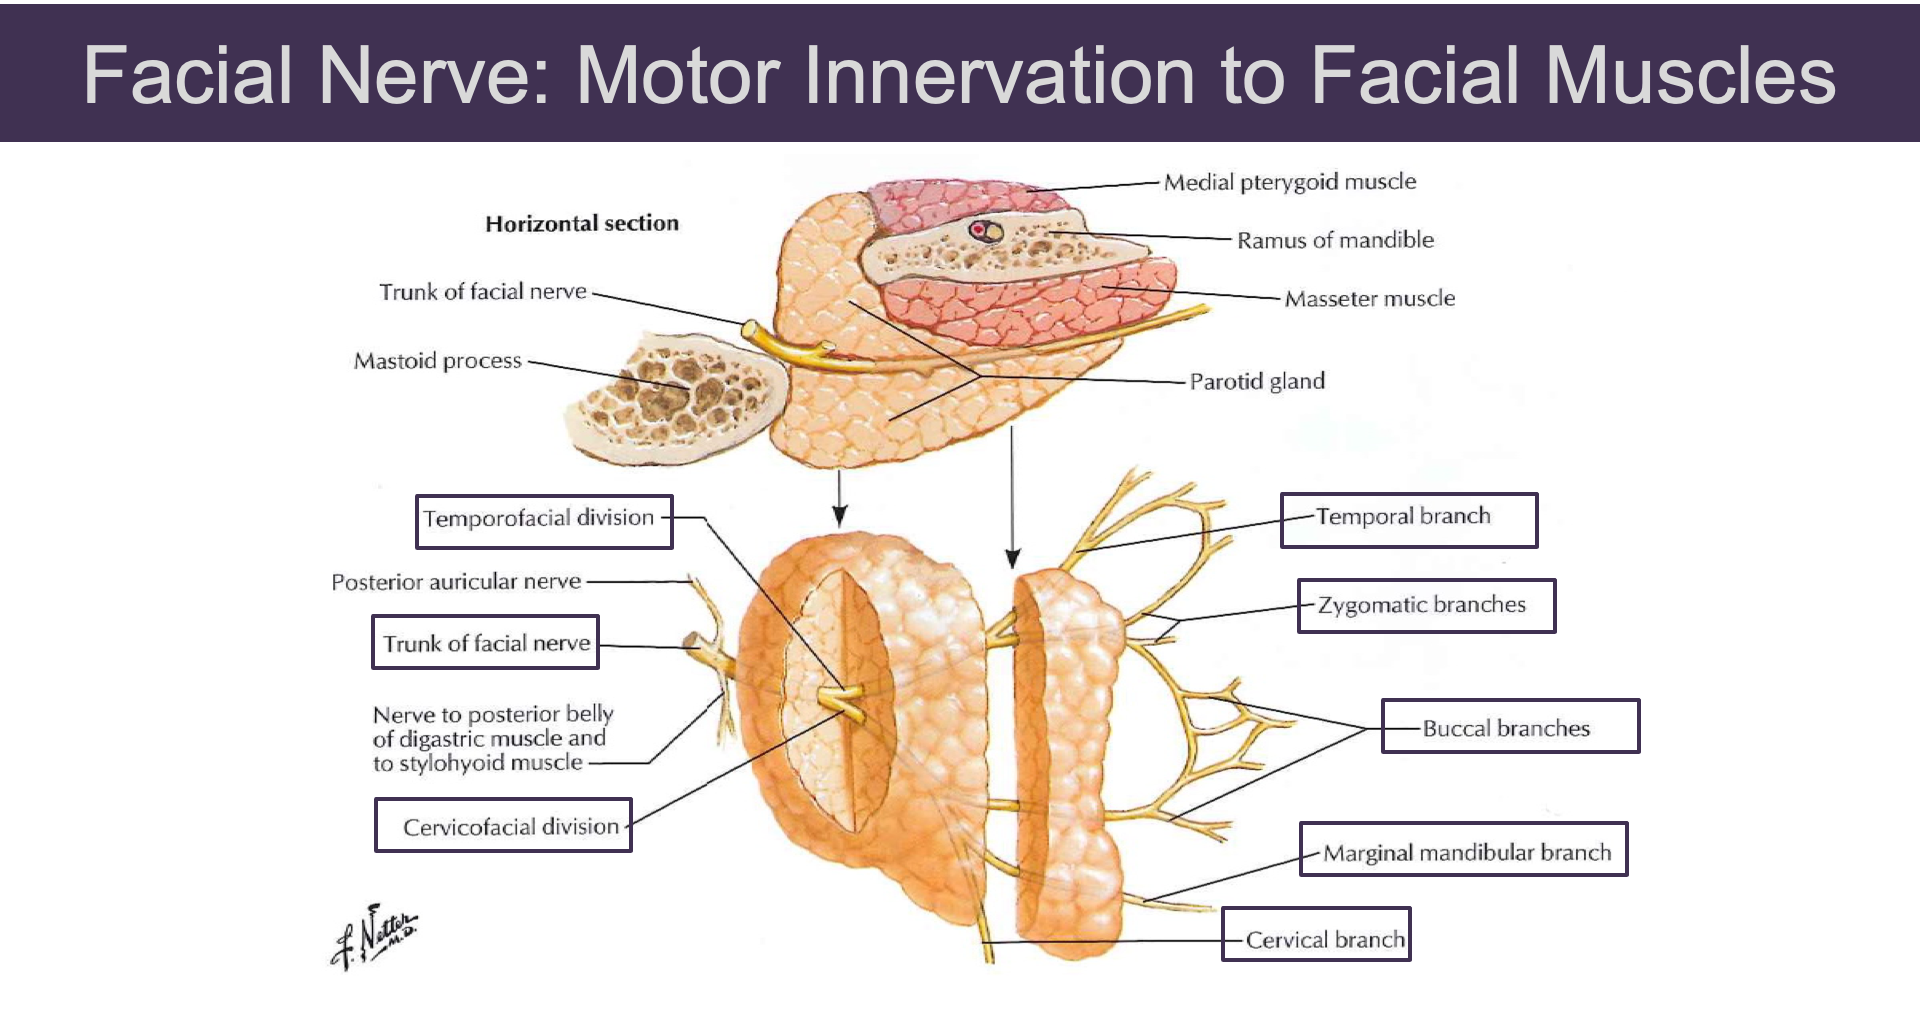 Facial Nerve: Motor Innervation to Facial Muscles
Medial pterygoid muscle
Horizontal section
Ramus of mandible
Trunk of facial nerve
Masseter muscle
Mastoid process
Parotid gland
Temporofacial division
Temporal branch
Posterior auricular nerve
Zygomatic branches
Trunk of facial nerve
Nerve to posterior belly
of digastric muscle and
to stylohyoid muscle
Buccal branches
Cervicofacial division
Marginal mandibular branch
Cervical branch
F. Netter
M.D.